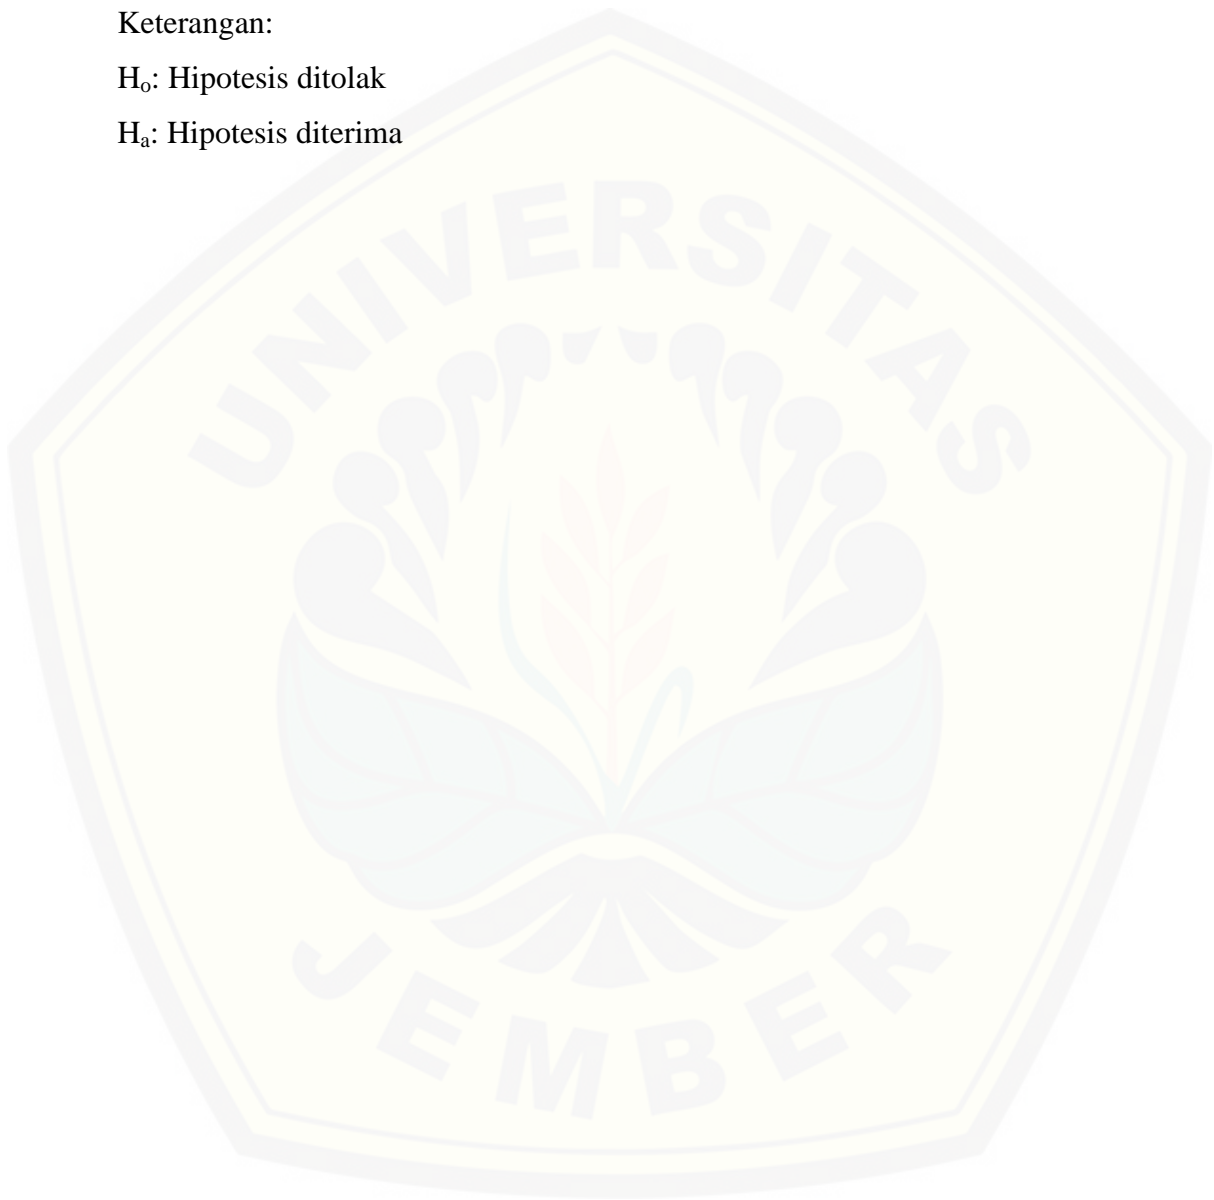 Keterangan:
Hₒ: Hipotesis ditolak
Hₐ: Hipotesis diterima
UNIVERSITAS
JEMBER